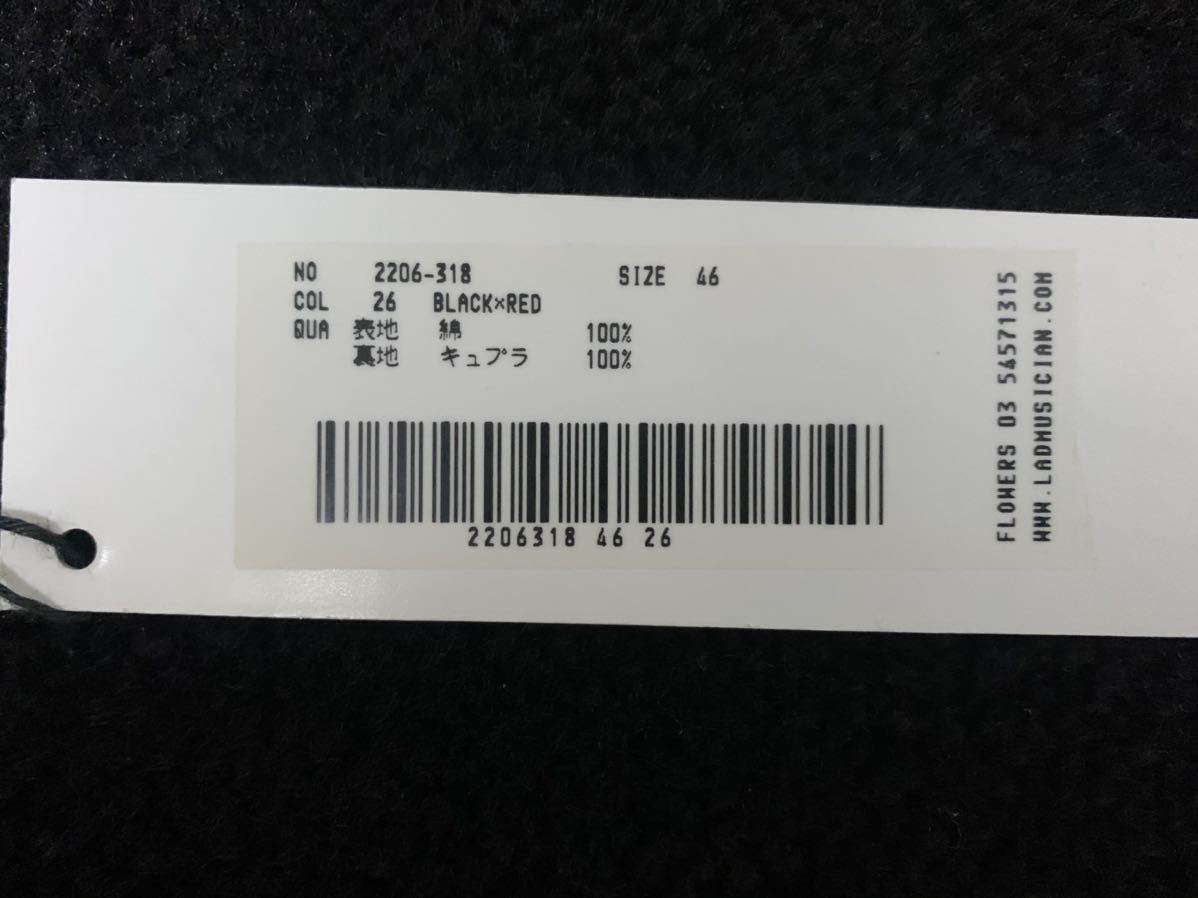 NO 2206-318 SIZE 46
COL 26 BLACK×RED
QUA 表地 綿 100%
裏地 キュプラ 100%
2206318 46 26
FLOWERS 03 54571315
WWW.LADMUSICIAN.COM